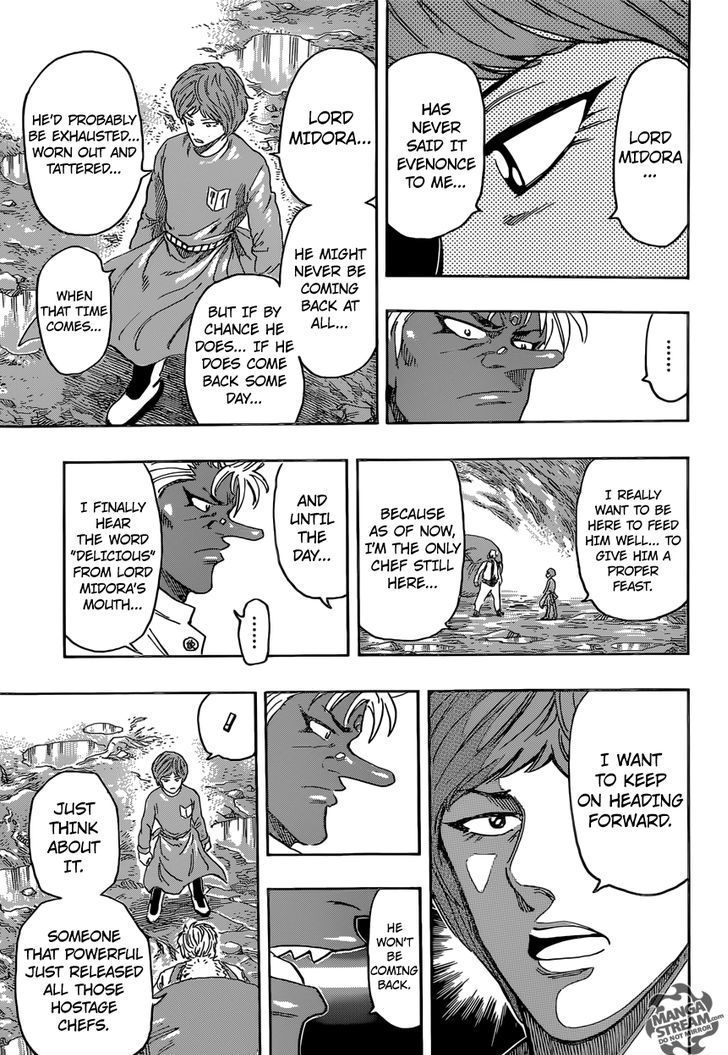 LORD
MIDORA
...
HAS
NEVER
SAID IT
EVENONCE
TO ME...
LORD
MIDORA...
HE'D PROBABLY
BE EXHAUSTED...
WORN OUT AND
TATTERED...
HE MIGHT
NEVER BE
COMING
BACK AT
ALL...
BUT IF BY
CHANCE HE
DOES... IF HE
DOES COME
BACK SOME
DAY...
WHEN
THAT TIME
COMES...
......
I REALLY
WANT TO BE
HERE TO FEED
HIM WELL... TO
GIVE HIM A
PROPER
FEAST.
BECAUSE
AS OF NOW,
I'M THE ONLY
CHEF STILL
HERE...
AND
UNTIL
THE
DAY...
I FINALLY
HEAR
THE WORD
"DELICIOUS"
FROM LORD
MIDORA'S
MOUTH...
......
I WANT
TO KEEP
ON HEADING
FORWARD.
HE
WON'T
BE
COMING
BACK.
!
JUST
THINK
ABOUT
IT.
SOMEONE
THAT POWERFUL
JUST RELEASED
ALL THOSE
HOSTAGE
CHEFS.
MANGA
STREAM.com
DO NOT MIRROR